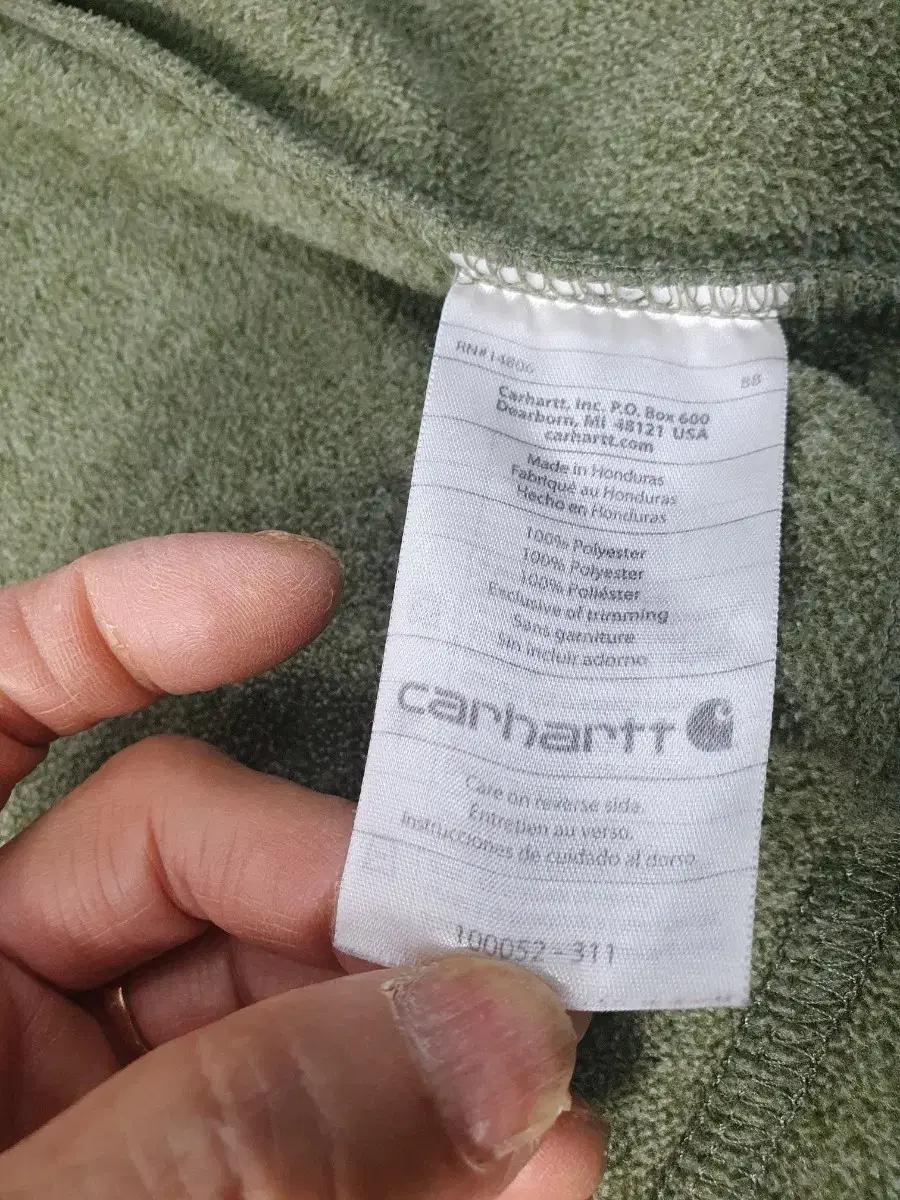 RN#14806
BB
Carhartt, Inc. P.O. Box 600
Dearborn, MI 48121 USA
carhartt.com
Made in Honduras
Fabriqué au Honduras
Hecho en Honduras
100% Polyester
100% Polyester
100% Poliéster
Exclusive of trimming
Sans garniture
Sin incluir adorno
carhartt
Care on reverse side.
Entretien au verso.
Instrucciones de cuidado al dorso.
100052-311